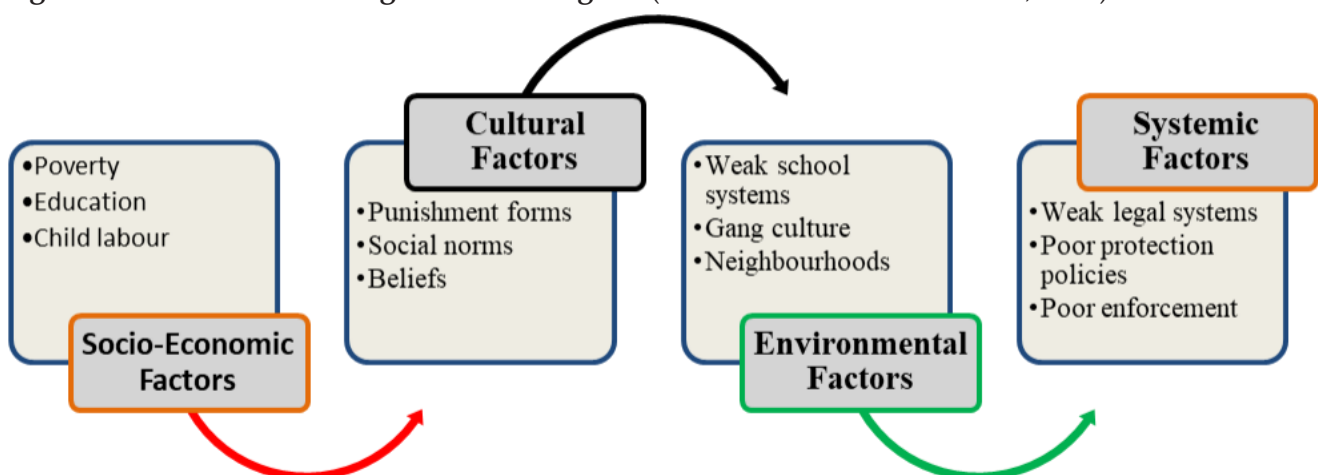 •Poverty
•Education
•Child labour
Socio-Economic
Factors
Cultural
Factors
•Punishment forms
•Social norms
•Beliefs
•Weak school
systems
•Gang culture
•Neighbourhoods
Environmental
Factors
Systemic
Factors
•Weak legal systems
•Poor protection
policies
•Poor enforcement